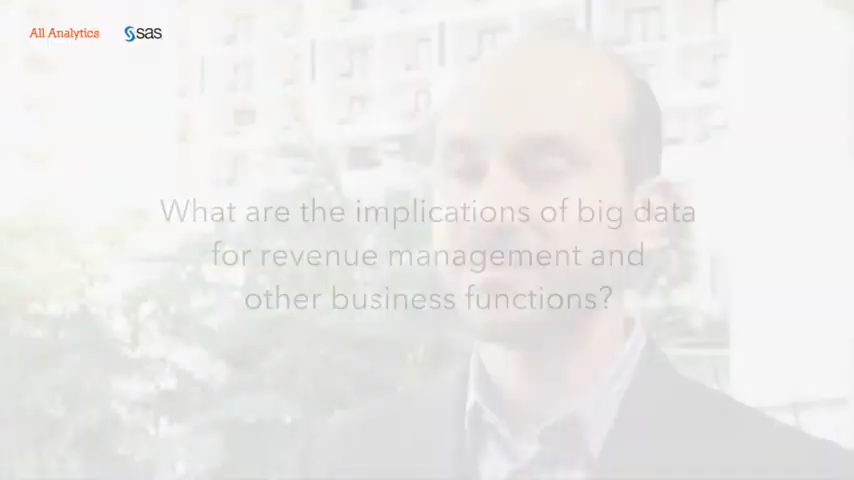 All Analytics
sas
What are the implications of big data
for revenue management and
other business functions?